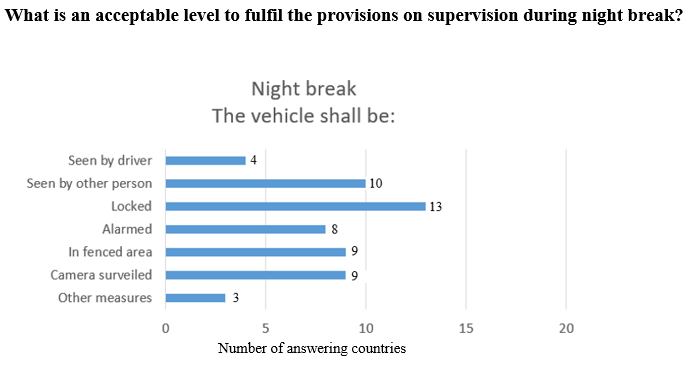 What is an acceptable level to fulfil the provisions on supervision during night break?
Night break
The vehicle shall be:
Seen by driver 4
Seen by other person 10
Locked 13
Alarmed 8
In fenced area 9
Camera surveiled 9
Other measures 3
0 5 10 15 20
Number of answering countries